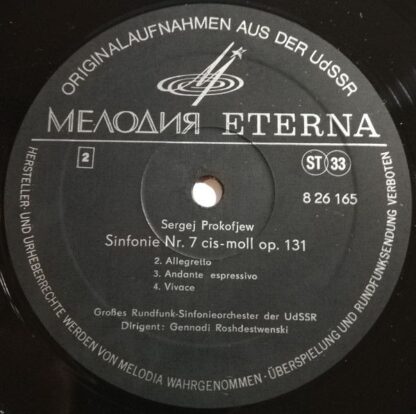 ORIGINALAUFNAHMEN AUS DER UdSSR
МЕЛОДИЯ ETERNA
2
ST 33
8 26 165
Sergej Prokofjew
Sinfonie Nr. 7 cis-moll op. 131
2. Allegretto
3. Andante espressivo
4. Vivace
Großes Rundfunk-Sinfonieorchester der UdSSR
Dirigent: Gennadi Roshdestwenski
HERSTELLER- UND URHEBERRECHTE WERDEN VON MELODIA WAHRGENOMMEN · ÜBERSPIELUNG UND RUNDFUNKSENDUNG VERBOTEN